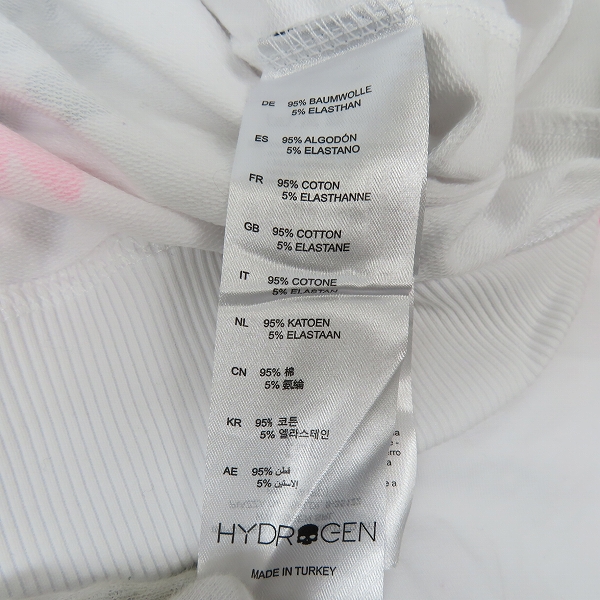 DE 95% BAUMWOLLE
5% ELASTHAN
ES 95% ALGODÓN
5% ELASTANO
FR 95% COTON
5% ELASTHANNE
GB 95% COTTON
5% ELASTANE
IT 95% COTONE
5% ELASTAN
NL 95% KATOEN
5% ELASTAAN
CN 95% 棉
5% 氨綸
KR 95% 코튼
5% 엘라스테인
AE 95% قطن
5% الاستين
HYDROGEN
MADE IN TURKEY